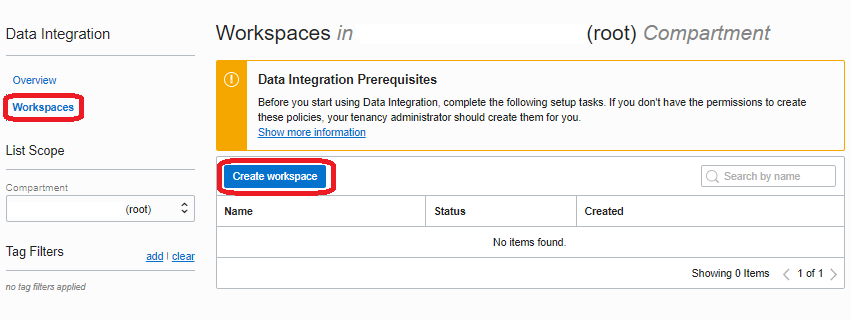 Data Integration
Overview
Workspaces
List Scope
Compartment
(root)
Tag Filters
add | clear
no tag filters applied
Workspaces in (root) Compartment
Data Integration Prerequisites
Before you start using Data Integration, complete the following setup tasks. If you don't have the permissions to create
these policies, your tenancy administrator should create them for you.
Show more information
Create workspace
Search by name
Name Status Created
No items found.
Showing 0 Items < 1 of 1 >